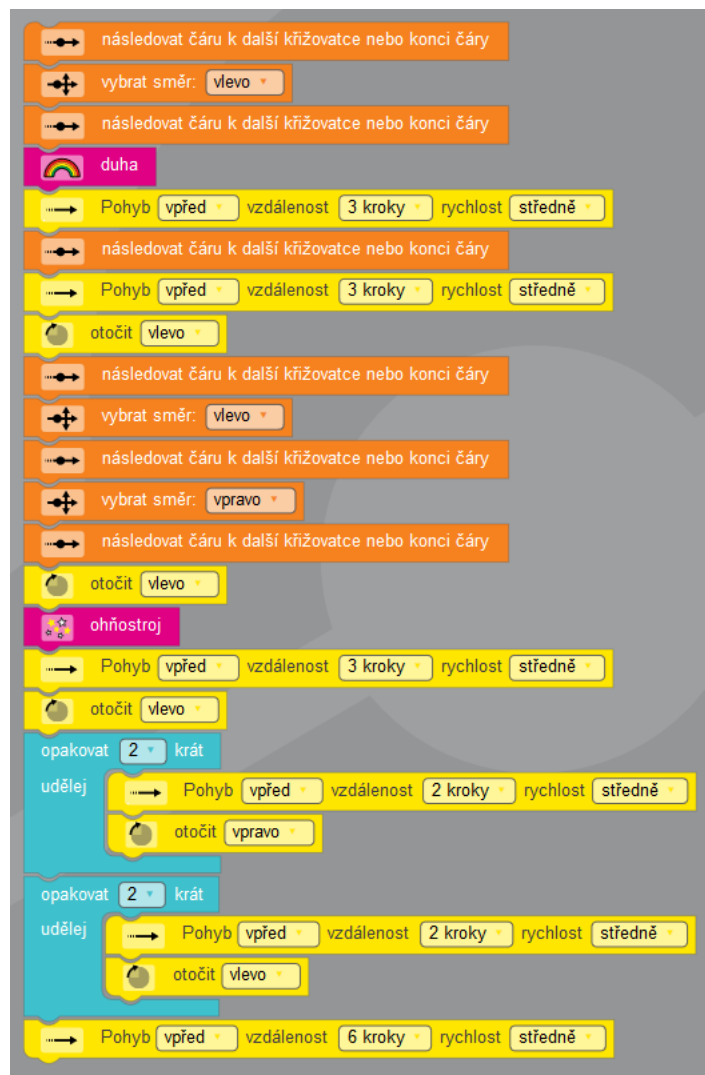 následovat čáru k další křižovatce nebo konci čáry
vybrat směr: vlevo
následovat čáru k další křižovatce nebo konci čáry
duha
Pohyb vpřed vzdálenost 3 kroky rychlost středně
následovat čáru k další křižovatce nebo konci čáry
Pohyb vpřed vzdálenost 3 kroky rychlost středně
otočit vlevo
následovat čáru k další křižovatce nebo konci čáry
vybrat směr: vlevo
následovat čáru k další křižovatce nebo konci čáry
vybrat směr: vpravo
následovat čáru k další křižovatce nebo konci čáry
otočit vlevo
ohňostroj
Pohyb vpřed vzdálenost 3 kroky rychlost středně
otočit vlevo
opakovat 2 krát
udělej Pohyb vpřed vzdálenost 2 kroky rychlost středně
otočit vpravo
opakovat 2 krát
udělej Pohyb vpřed vzdálenost 2 kroky rychlost středně
otočit vlevo
Pohyb vpřed vzdálenost 6 kroky rychlost středně